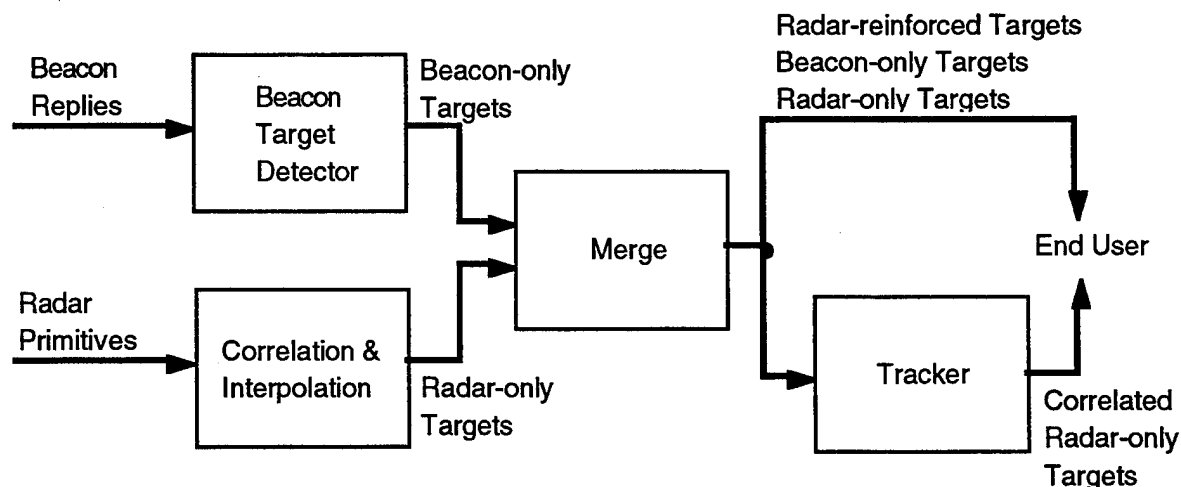 Beacon
Replies
Beacon
Target
Detector
Beacon-only
Targets
Radar
Primitives
Correlation &
Interpolation
Radar-only
Targets
Merge
Radar-reinforced Targets
Beacon-only Targets
Radar-only Targets
End User
Tracker
Correlated
Radar-only
Targets